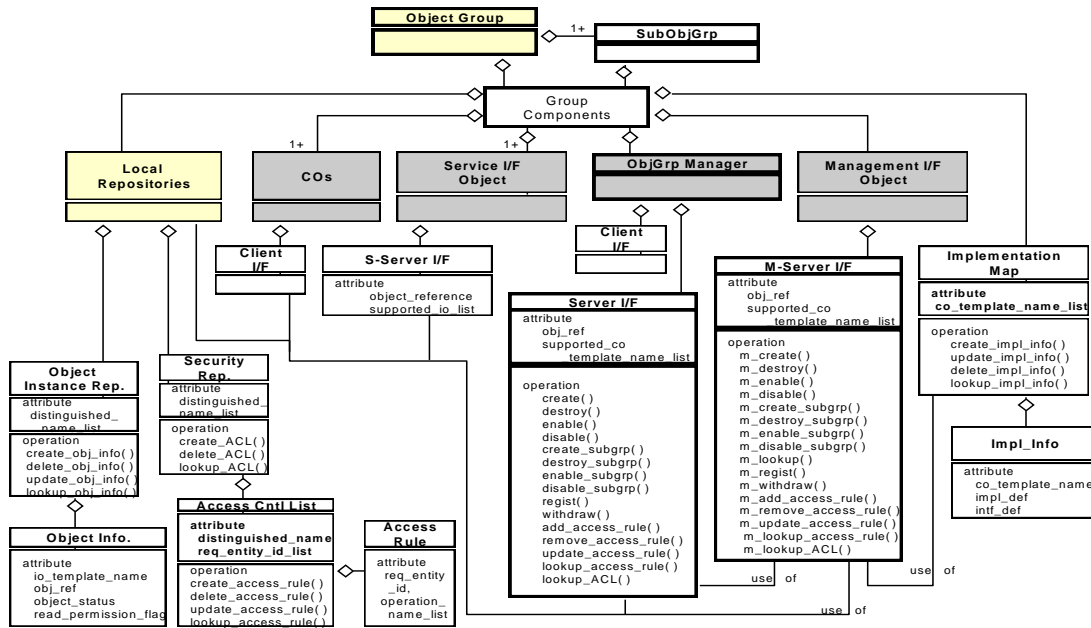 Object Group
1+
SubObjGrp
Group
Components
1+
1+
Local
Repositories
COs
Service I/F
Object
ObjGrp Manager
Management I/F
Object
Client
I/F
S-Server I/F
attribute
object_reference
supported_io_list
Client
I/F
Server I/F
attribute
obj_ref
supported_co
template_name_list
operation
create()
destroy()
enable()
disable()
create_subgrp()
destroy_subgrp()
enable_subgrp()
disable_subgrp()
regist()
withdraw()
add_access_rule()
remove_access_rule()
update_access_rule()
lookup_access_rule()
lookup_ACL()
M-Server I/F
attribute
obj_ref
supported_co
template_name_list
operation
m_create()
m_destroy()
m_enable()
m_disable()
m_create_subgrp()
m_destroy_subgrp()
m_enable_subgrp()
m_disable_subgrp()
m_lookup()
m_regist()
m_withdraw()
m_add_access_rule()
m_remove_access_rule()
m_update_access_rule()
m_lookup_access_rule()
m_lookup_ACL()
Implementation
Map
attribute
co_template_name_list
operation
create_impl_info()
update_impl_info()
delete_impl_info()
lookup_impl_info()
Impl_Info
attribute
co_template_name
impl_def
intf_def
Object
Instance Rep.
attribute
distinguished_
name_list
operation
create_obj_info()
delete_obj_info()
update_obj_info()
lookup_obj_info()
Security
Rep.
attribute
distinguished_
name_list
operation
create_ACL()
delete_ACL()
lookup_ACL()
Object Info.
attribute
io_template_name
obj_ref
object_status
read_permission_flag
Access Cntl List
attribute
distinguished_name
req_entity_id_list
operation
create_access_rule()
delete_access_rule()
update_access_rule()
lookup_access_rule()
Access
Rule
attribute
req_entity
_id,
operation_
name_list
use of
use of
use of